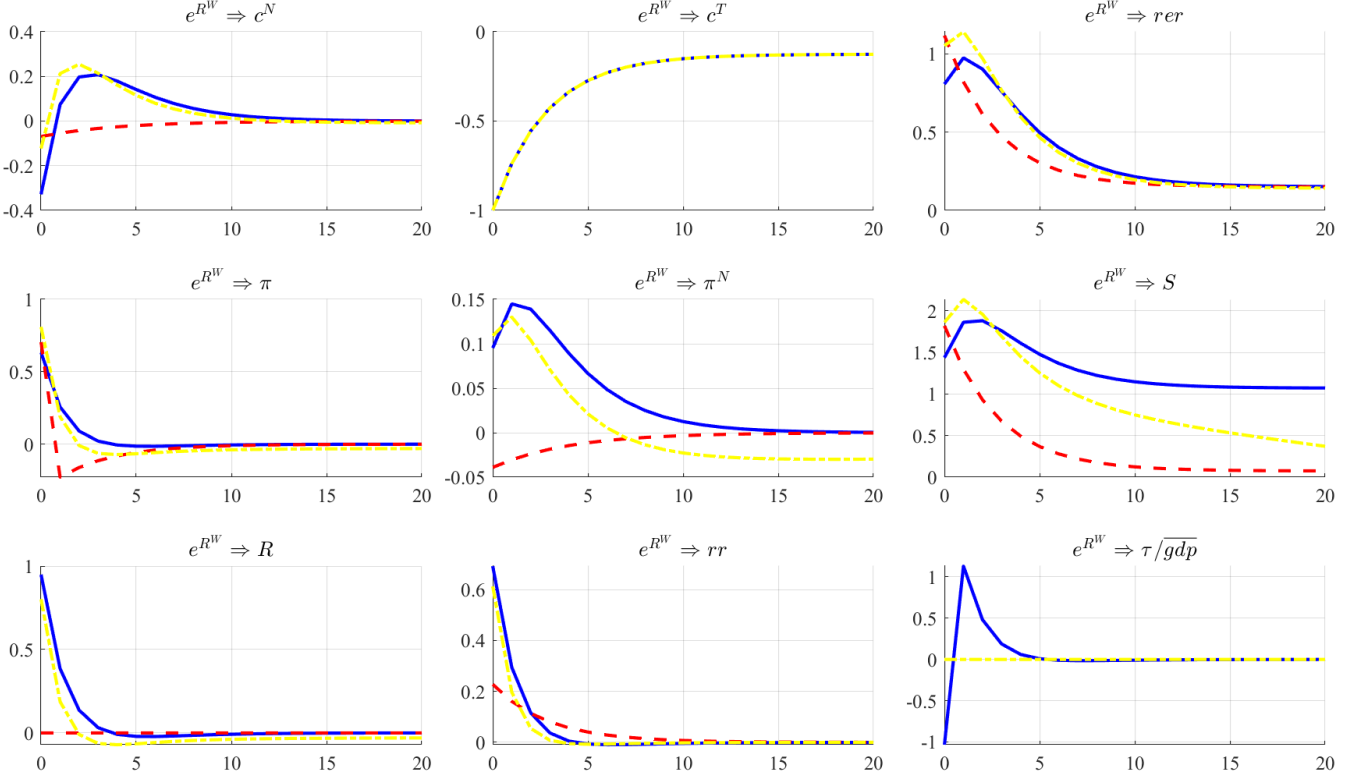 e^{R^W} ⇒ c^N
e^{R^W} ⇒ c^T
e^{R^W} ⇒ rer
0.4
0.2
0
-0.2
-0.4
0 5 10 15 20
0
-0.5
-1
0 5 10 15 20
1
0.5
0
0 5 10 15 20
e^{R^W} ⇒ π
e^{R^W} ⇒ π^N
e^{R^W} ⇒ S
1
0.5
0
0 5 10 15 20
0.15
0.1
0.05
0
-0.05
0 5 10 15 20
2
1.5
1
0.5
0
0 5 10 15 20
e^{R^W} ⇒ R
e^{R^W} ⇒ rr
e^{R^W} ⇒ τ/\overline{gdp}
1
0.5
0
0 5 10 15 20
0.6
0.4
0.2
0
0 5 10 15 20
1
0.5
0
-0.5
-1
0 5 10 15 20